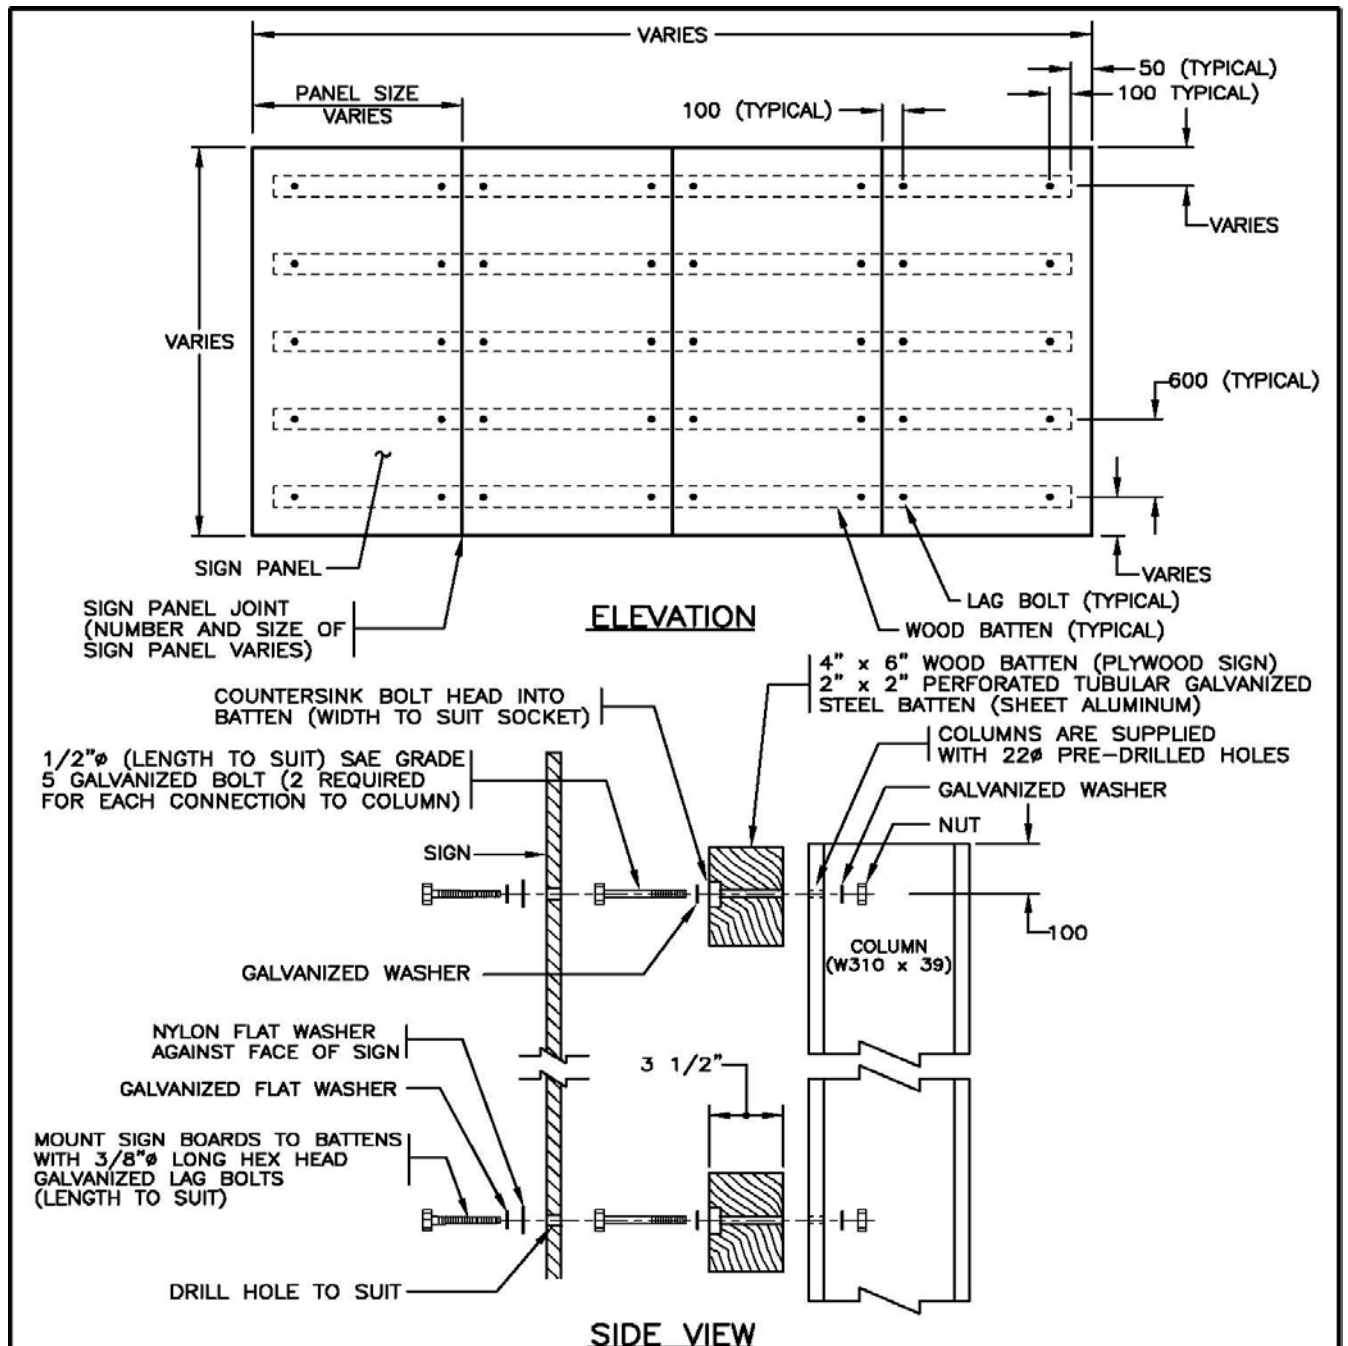 VARIES
50 (TYPICAL)
PANEL SIZE
VARIES
100 (TYPICAL)
100 TYPICAL)
VARIES
VARIES
600 (TYPICAL)
SIGN PANEL
VARIES
SIGN PANEL JOINT
(NUMBER AND SIZE OF
SIGN PANEL VARIES)
ELEVATION
LAG BOLT (TYPICAL)
WOOD BATTEN (TYPICAL)
4" x 6" WOOD BATTEN (PLYWOOD SIGN)
2" x 2" PERFORATED TUBULAR GALVANIZED
STEEL BATTEN (SHEET ALUMINUM)
COUNTERSINK BOLT HEAD INTO
BATTEN (WIDTH TO SUIT SOCKET)
COLUMNS ARE SUPPLIED
WITH 22ø PRE-DRILLED HOLES
1/2"ø (LENGTH TO SUIT) SAE GRADE
5 GALVANIZED BOLT (2 REQUIRED
FOR EACH CONNECTION TO COLUMN)
GALVANIZED WASHER
NUT
SIGN
100
COLUMN
(W310 x 39)
GALVANIZED WASHER
NYLON FLAT WASHER
AGAINST FACE OF SIGN
3 1/2"
GALVANIZED FLAT WASHER
MOUNT SIGN BOARDS TO BATTENS
WITH 3/8"ø LONG HEX HEAD
GALVANIZED LAG BOLTS
(LENGTH TO SUIT)
DRILL HOLE TO SUIT
SIDE VIEW